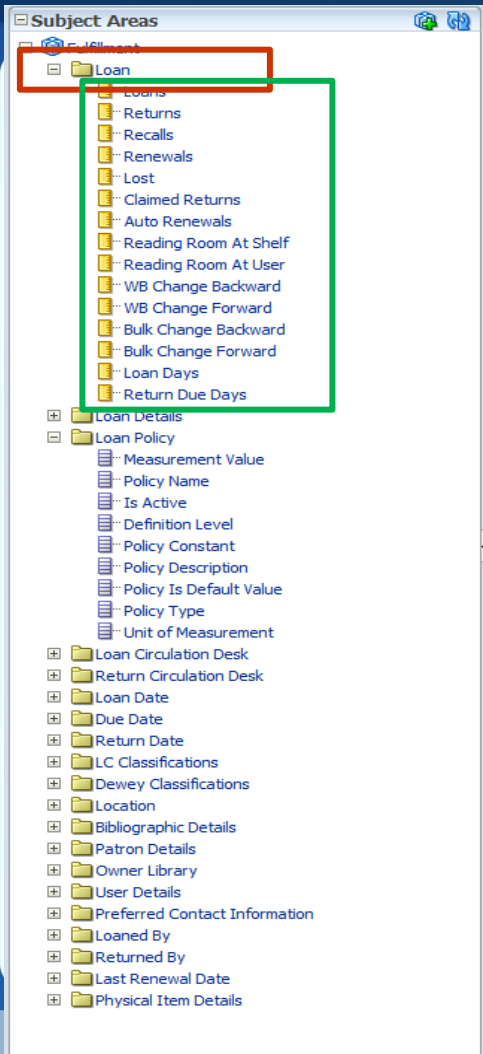 Subject Areas
Fulfillment
Loan
Loans
Returns
Recalls
Renewals
Lost
Claimed Returns
Auto Renewals
Reading Room At Shelf
Reading Room At User
WB Change Backward
WB Change Forward
Bulk Change Backward
Bulk Change Forward
Loan Days
Return Due Days
Loan Details
Loan Policy
Measurement Value
Policy Name
Is Active
Definition Level
Policy Constant
Policy Description
Policy Is Default Value
Policy Type
Unit of Measurement
Loan Circulation Desk
Return Circulation Desk
Loan Date
Due Date
Return Date
LC Classifications
Dewey Classifications
Location
Bibliographic Details
Patron Details
Owner Library
User Details
Preferred Contact Information
Loaned By
Returned By
Last Renewal Date
Physical Item Details